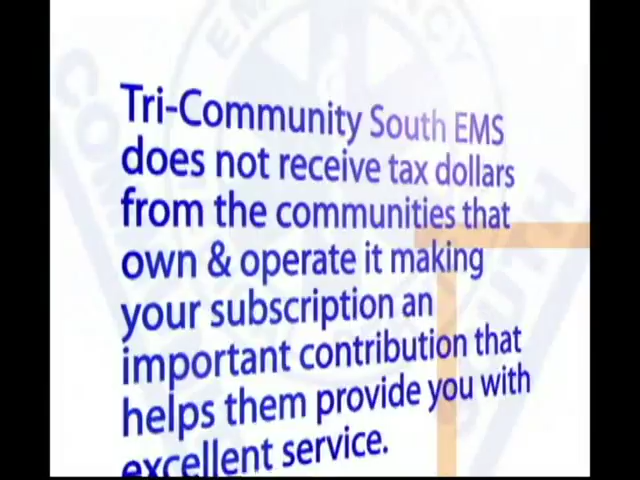 Tri-Community South EMS
does not receive tax dollars
from the communities that
own & operate it making
your subscription an
important contribution that
helps them provide you with
excellent service.